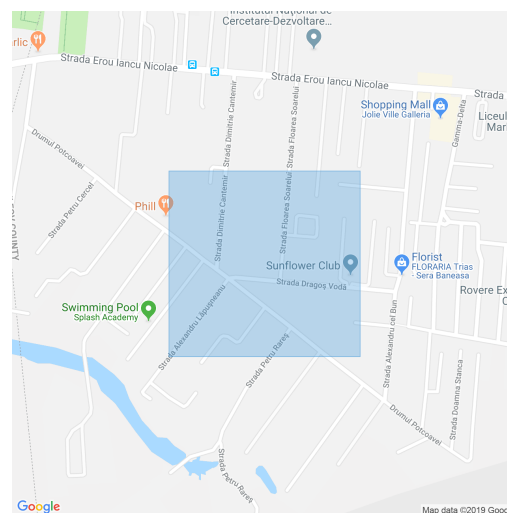 Institutul Național de
Cercetare-Dezvoltare...
arlic
Strada Erou Iancu Nicolae
Strada Erou Iancu Nicolae
Strada
Shopping Mall
Jolie Ville Galleria
Gamma-Delta
Liceul
Mar
Drumul Potcoavei
Strada Dimitrie Cantemir
Strada Floarea Soarelui
Strada Petru Cercel
Phill
Strada Dimitrie Cantemir
Strada Floarea Soarelui
COUNTY
Sunflower Club
Florist
FLORARIA Trias
- Sera Baneasa
Strada Dragoș Vodă
Rovere Ex
C
Swimming Pool
Splash Academy
Strada Alexandru Lăpușneanu
Strada Alexandru cel Bun
Strada Petru Rareș
Strada Doamna Stanca
Drumul Potcoavei
Strada Petru Rareș
Google
Map data ©2019 Goo